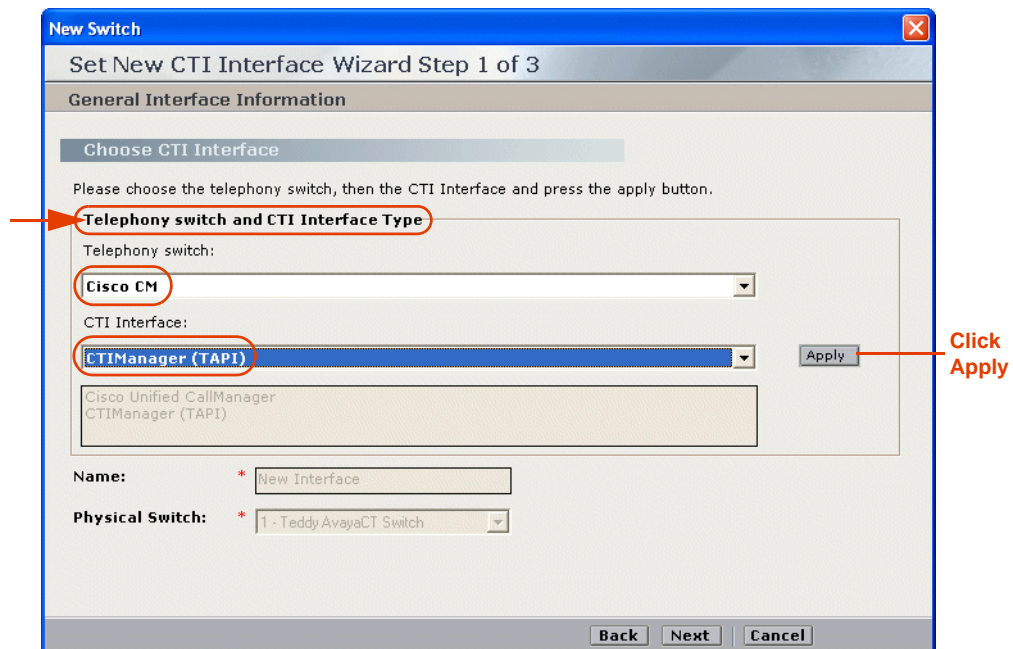 New Switch
Set New CTI Interface Wizard Step 1 of 3
General Interface Information
Choose CTI Interface
Please choose the telephony switch, then the CTI Interface and press the apply button.
Telephony switch and CTI Interface Type
Telephony switch:
Cisco CM
CTI Interface:
CTIManager (TAPI)
Apply
Click
Apply
Cisco Unified CallManager
CTIManager (TAPI)
Name: * New Interface
Physical Switch: * 1 - Teddy AvayaCT Switch
Back Next Cancel